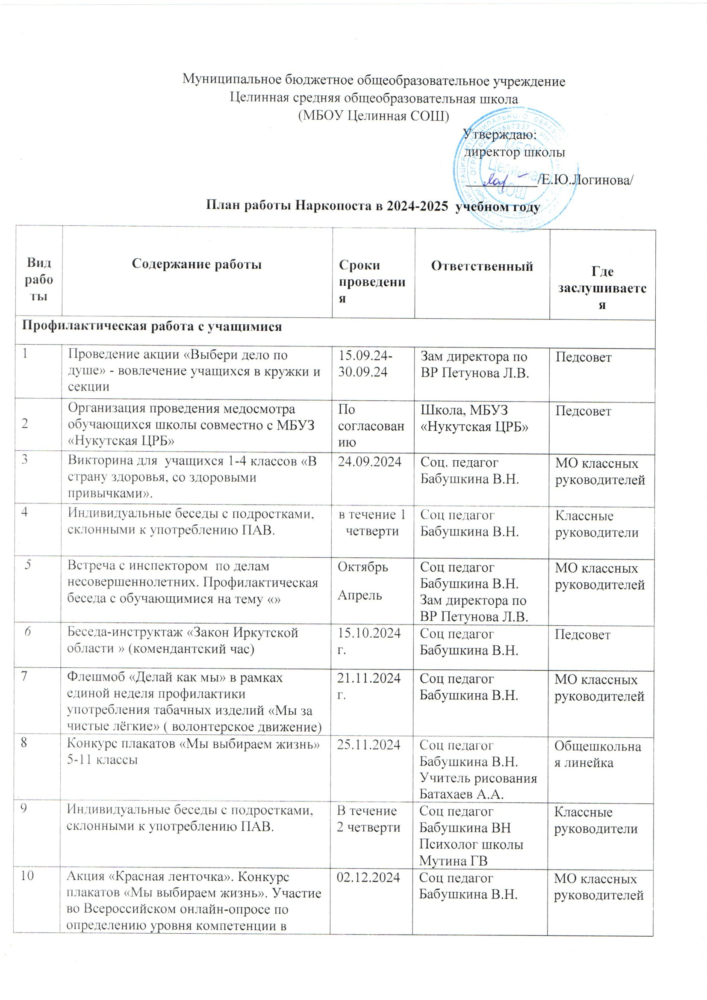 Муниципальное бюджетное общеобразовательное учреждение
Целинная средняя общеобразовательная школа
(МБОУ Целинная СОШ)
Утверждаю:
директор школы
/Е.Ю.Логинова/
МБОУ
Целинная
СОШ
План работы Наркопоста в 2024-2025  учебном году
Вид
рабо
ты
Содержание работы
Сроки
проведени
я
Ответственный
Где
заслушиваетс
я
Профилактическая работа с учащимися
1
Проведение акции «Выбери дело по
душе» - вовлечение учащихся в кружки и
секции
15.09.24-
30.09.24
Зам директора по
ВР Петунова Л.В.
Педсовет
2
Организация проведения медосмотра
обучающихся школы совместно с МБУЗ
«Нукутская ЦРБ»
По
согласован
ию
Школа, МБУЗ
«Нукутская ЦРБ»
Педсовет
3
Викторина для  учащихся 1-4 классов «В
страну здоровья, со здоровыми
привычками».
24.09.2024
Соц. педагог
Бабушкина В.Н.
МО классных
руководителей
4
Индивидуальные беседы с подростками,
склонными к употреблению ПАВ.
в течение 1
четверти
Соц педагог
Бабушкина В.Н.
Классные
руководители
5
Встреча с инспектором  по делам
несовершеннолетних. Профилактическая
беседа с обучающимися на тему «»
Октябрь
Апрель
Соц педагог
Бабушкина В.Н.
Зам директора по
ВР Петунова Л.В.
МО классных
руководителей
6
Беседа-инструктаж «Закон Иркутской
области » (комендантский час)
15.10.2024
г.
Соц педагог
Бабушкина В.Н.
Педсовет
7
Флешмоб «Делай как мы» в рамках
единой неделя профилактики
употребления табачных изделий «Мы за
чистые лёгкие» ( волонтерское движение)
21.11.2024
г.
Соц педагог
Бабушкина В.Н.
МО классных
руководителей
8
Конкурс плакатов «Мы выбираем жизнь»
5-11 классы
25.11.2024
Соц педагог
Бабушкина В.Н.
Учитель рисования
Батахаев А.А.
Общешкольна
я линейка
9
Индивидуальные беседы с подростками,
склонными к употреблению ПАВ.
В течение
2 четверти
Соц педагог
Бабушкина ВН
Психолог школы
Мутина ГВ
Классные
руководители
10
Акция «Красная ленточка». Конкурс
плакатов «Мы выбираем жизнь». Участие
во Всероссийском онлайн-опросе по
определению уровня компетенции в
02.12.2024
Соц педагог
Бабушкина В.Н.
МО классных
руководителей